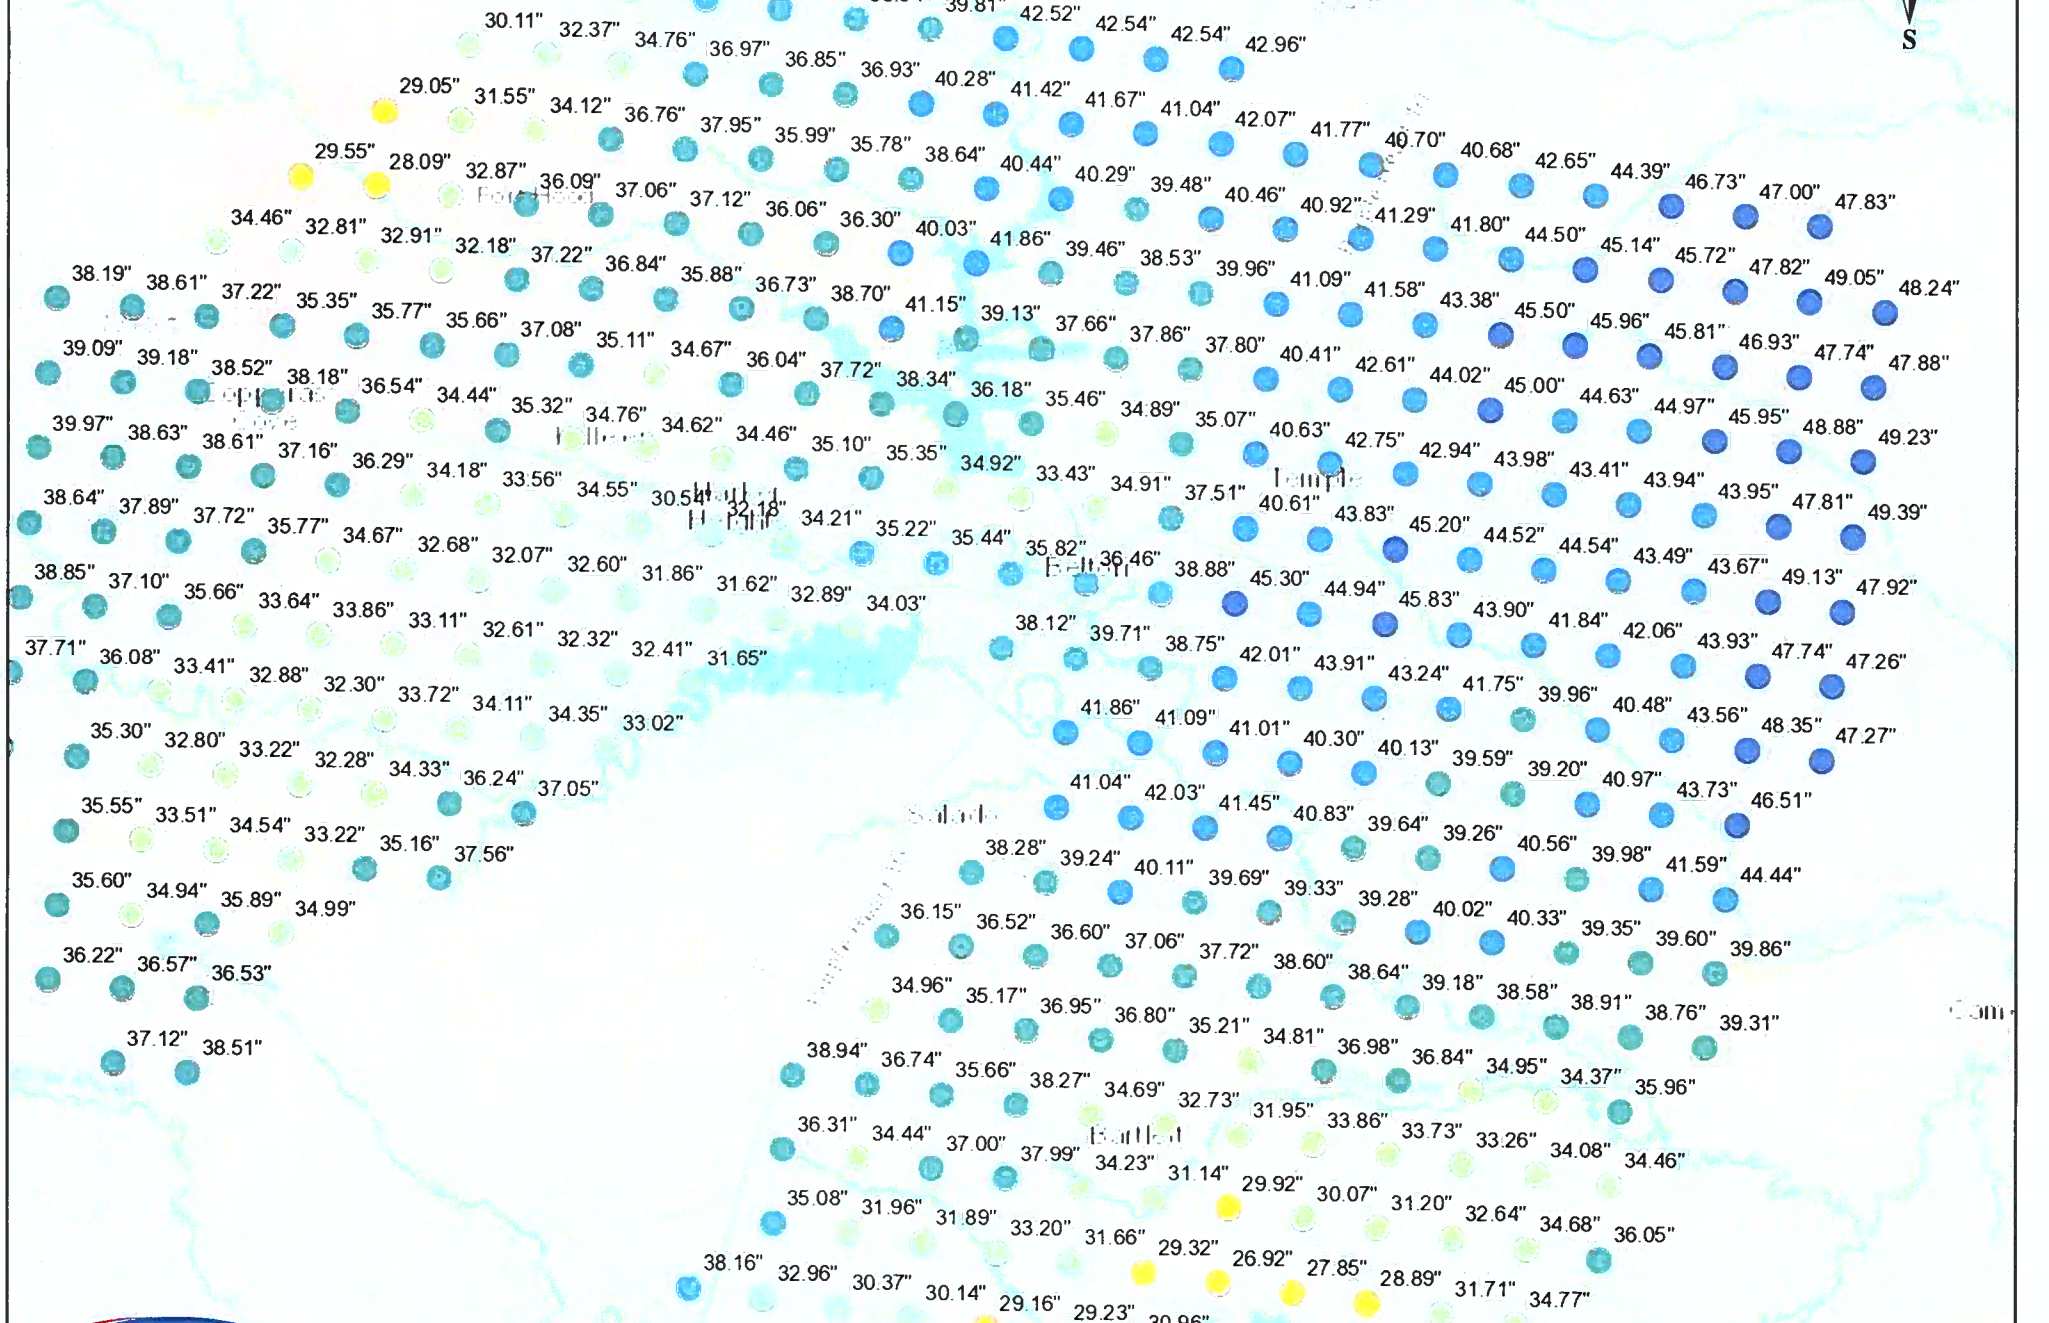 39.81" 42.52" 42.54" 42.54" 42.96"
S
30.11" 32.37" 34.76" 36.97" 36.85" 36.93" 40.28" 41.42" 41.67" 41.04" 42.07" 41.77" 40.70" 40.68" 42.65" 44.39" 46.73" 47.00" 47.83"
29.05" 31.55" 34.12" 36.76" 37.95" 35.99" 35.78" 38.64" 40.44" 40.29" 39.48" 40.46" 40.92" 41.29" 41.80" 44.50" 45.14" 45.72" 47.82" 49.05" 48.24"
29.55" 28.09" 32.87" 36.09" 37.06" 37.12" 36.06" 36.30" 40.03" 41.86" 39.46" 38.53" 39.96" 41.09" 41.58" 43.38" 45.50" 45.96" 45.81" 46.93" 47.74" 47.88"
Fort Hood
34.46" 32.81" 32.91" 32.18" 37.22" 36.84" 35.88" 36.73" 38.70" 41.15" 39.13" 37.66" 37.86" 37.80" 40.41" 42.61" 44.02" 45.00" 44.63" 44.97" 45.95" 48.88" 49.23"
38.19" 38.61" 37.22" 35.35" 35.77" 35.66" 37.08" 35.11" 34.67" 36.04" 37.72" 38.34" 36.18" 35.46" 34.89" 35.07" 40.63" 42.75" 42.94" 43.98" 43.41" 43.94" 43.95" 47.81" 49.39"
39.09" 39.18" 38.52" 38.18" 36.54" 34.44" 35.32" 34.76" 34.62" 34.46" 35.10" 35.35" 34.92" 33.43" 34.91" 37.51" 40.61" 43.83" 45.20" 44.52" 44.54" 43.49" 43.67" 49.13" 47.92"
Copperas
Cove
Killeen
Temple
39.97" 38.63" 38.61" 37.16" 36.29" 34.18" 33.56" 34.55" 30.54" 32.18" 34.21" 35.22" 35.44" 35.82" 36.46" 38.88" 45.30" 44.94" 45.83" 43.90" 41.84" 42.06" 43.93" 47.74" 47.26"
Harker
Heights
Belton
38.64" 37.89" 37.72" 35.77" 34.67" 32.68" 32.07" 32.60" 31.86" 31.62" 32.89" 34.03" 38.12" 39.71" 38.75" 42.01" 43.91" 43.24" 41.75" 39.96" 40.48" 43.56" 48.35" 47.27"
38.85" 37.10" 35.66" 33.64" 33.86" 33.11" 32.61" 32.32" 32.41" 31.65" 41.86" 41.09" 41.01" 40.30" 40.13" 39.59" 39.20" 40.97" 43.73" 46.51"
37.71" 36.08" 33.41" 32.88" 32.30" 33.72" 34.11" 34.35" 33.02" 41.04" 42.03" 41.45" 40.83" 39.64" 39.26" 40.56" 39.98" 41.59" 44.44"
Salado
35.30" 32.80" 33.22" 32.28" 34.33" 36.24" 37.05" 38.28" 39.24" 40.11" 39.69" 39.33" 39.28" 40.02" 40.33" 39.35" 39.60" 39.86"
35.55" 33.51" 34.54" 33.22" 35.16" 37.56" 36.15" 36.52" 36.60" 37.06" 37.72" 38.60" 38.64" 39.18" 38.58" 38.91" 38.76" 39.31"
35.60" 34.94" 35.89" 34.99" 34.96" 35.17" 36.95" 36.80" 35.21" 34.81" 36.98" 36.84" 34.95" 34.37" 35.96"
36.22" 36.57" 36.53" 38.94" 36.74" 35.66" 38.27" 34.69" 32.73" 31.95" 33.86" 33.73" 33.26" 34.08" 34.46"
Bartlett
37.12" 38.51" 36.31" 34.44" 37.00" 37.99" 34.23" 31.14" 29.92" 30.07" 31.20" 32.64" 34.68" 36.05"
35.08" 31.96" 31.89" 33.20" 31.66" 29.32" 26.92" 27.85" 28.89" 31.71" 34.77"
38.16" 32.96" 30.37" 30.14" 29.16" 29.23" 30.96"